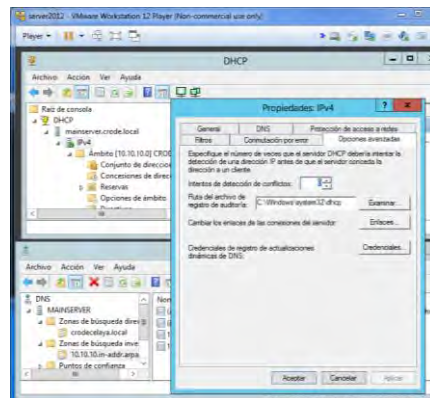 server2012 - VMware Workstation 12 Player (Non-commercial use only)
Player
DHCP
Archivo Acción Ver Ayuda
Raíz de consola
DHCP
mainserver.crode.local
IPv4
Ámbito [10.10.10.0] CROD
Conjunto de direccio
Concesiones de direc
Reservas
Opciones de ámbito
Propiedades: IPv4
General DNS Protección de acceso a redes
Filtros Conmutación por error Opciones avanzadas
Especifique el número de veces que el servidor DHCP debería intentar la
detección de una dirección IP antes de que el servidor conceda la
dirección a un cliente.
Intentos de detección de conflictos:
Ruta del archivo de
registro de auditoría:
C:\Windows\system32\dhcp
Examinar...
Cambiar los enlaces de las conexiones del servidor:
Enlaces...
Credenciales de registro de actualizaciones
dinámicas de DNS:
Credenciales...
Aceptar Cancelar Aplicar
Archivo Acción Ver Ayuda
DNS
MAINSERVER
Zonas de búsqueda direc
crodecelaya.local
Zonas de búsqueda inve
10.10.10.in-addr.arpa
Puntos de confianza
Nom